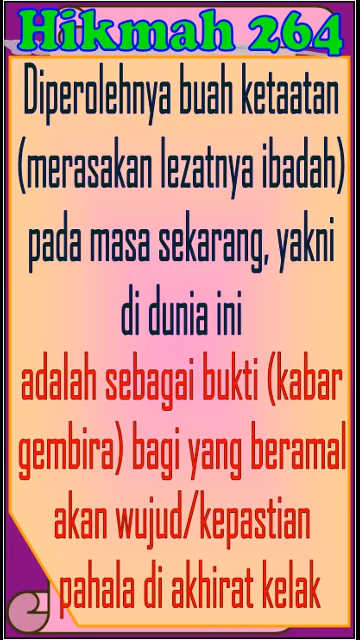 Hikmah 264
Diperolehnya buah ketaatan
(merasakan lezatnya ibadah)
pada masa sekarang, yakni
di dunia ini
adalah sebagai bukti (kabar
gembira) bagi yang beramal
akan wujud/kepastian
pahala di akhirat kelak